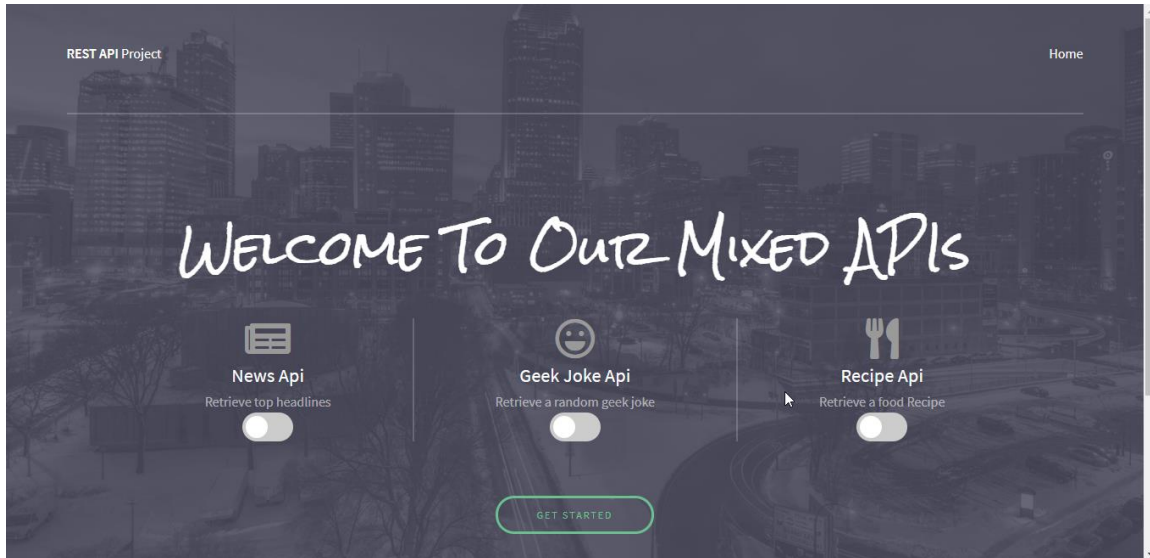 REST API Project
Home
Welcome To Our Mixed APIs
News Api
Retrieve top headlines
Geek Joke Api
Retrieve a random geek joke
Recipe Api
Retrieve a food Recipe
GET STARTED